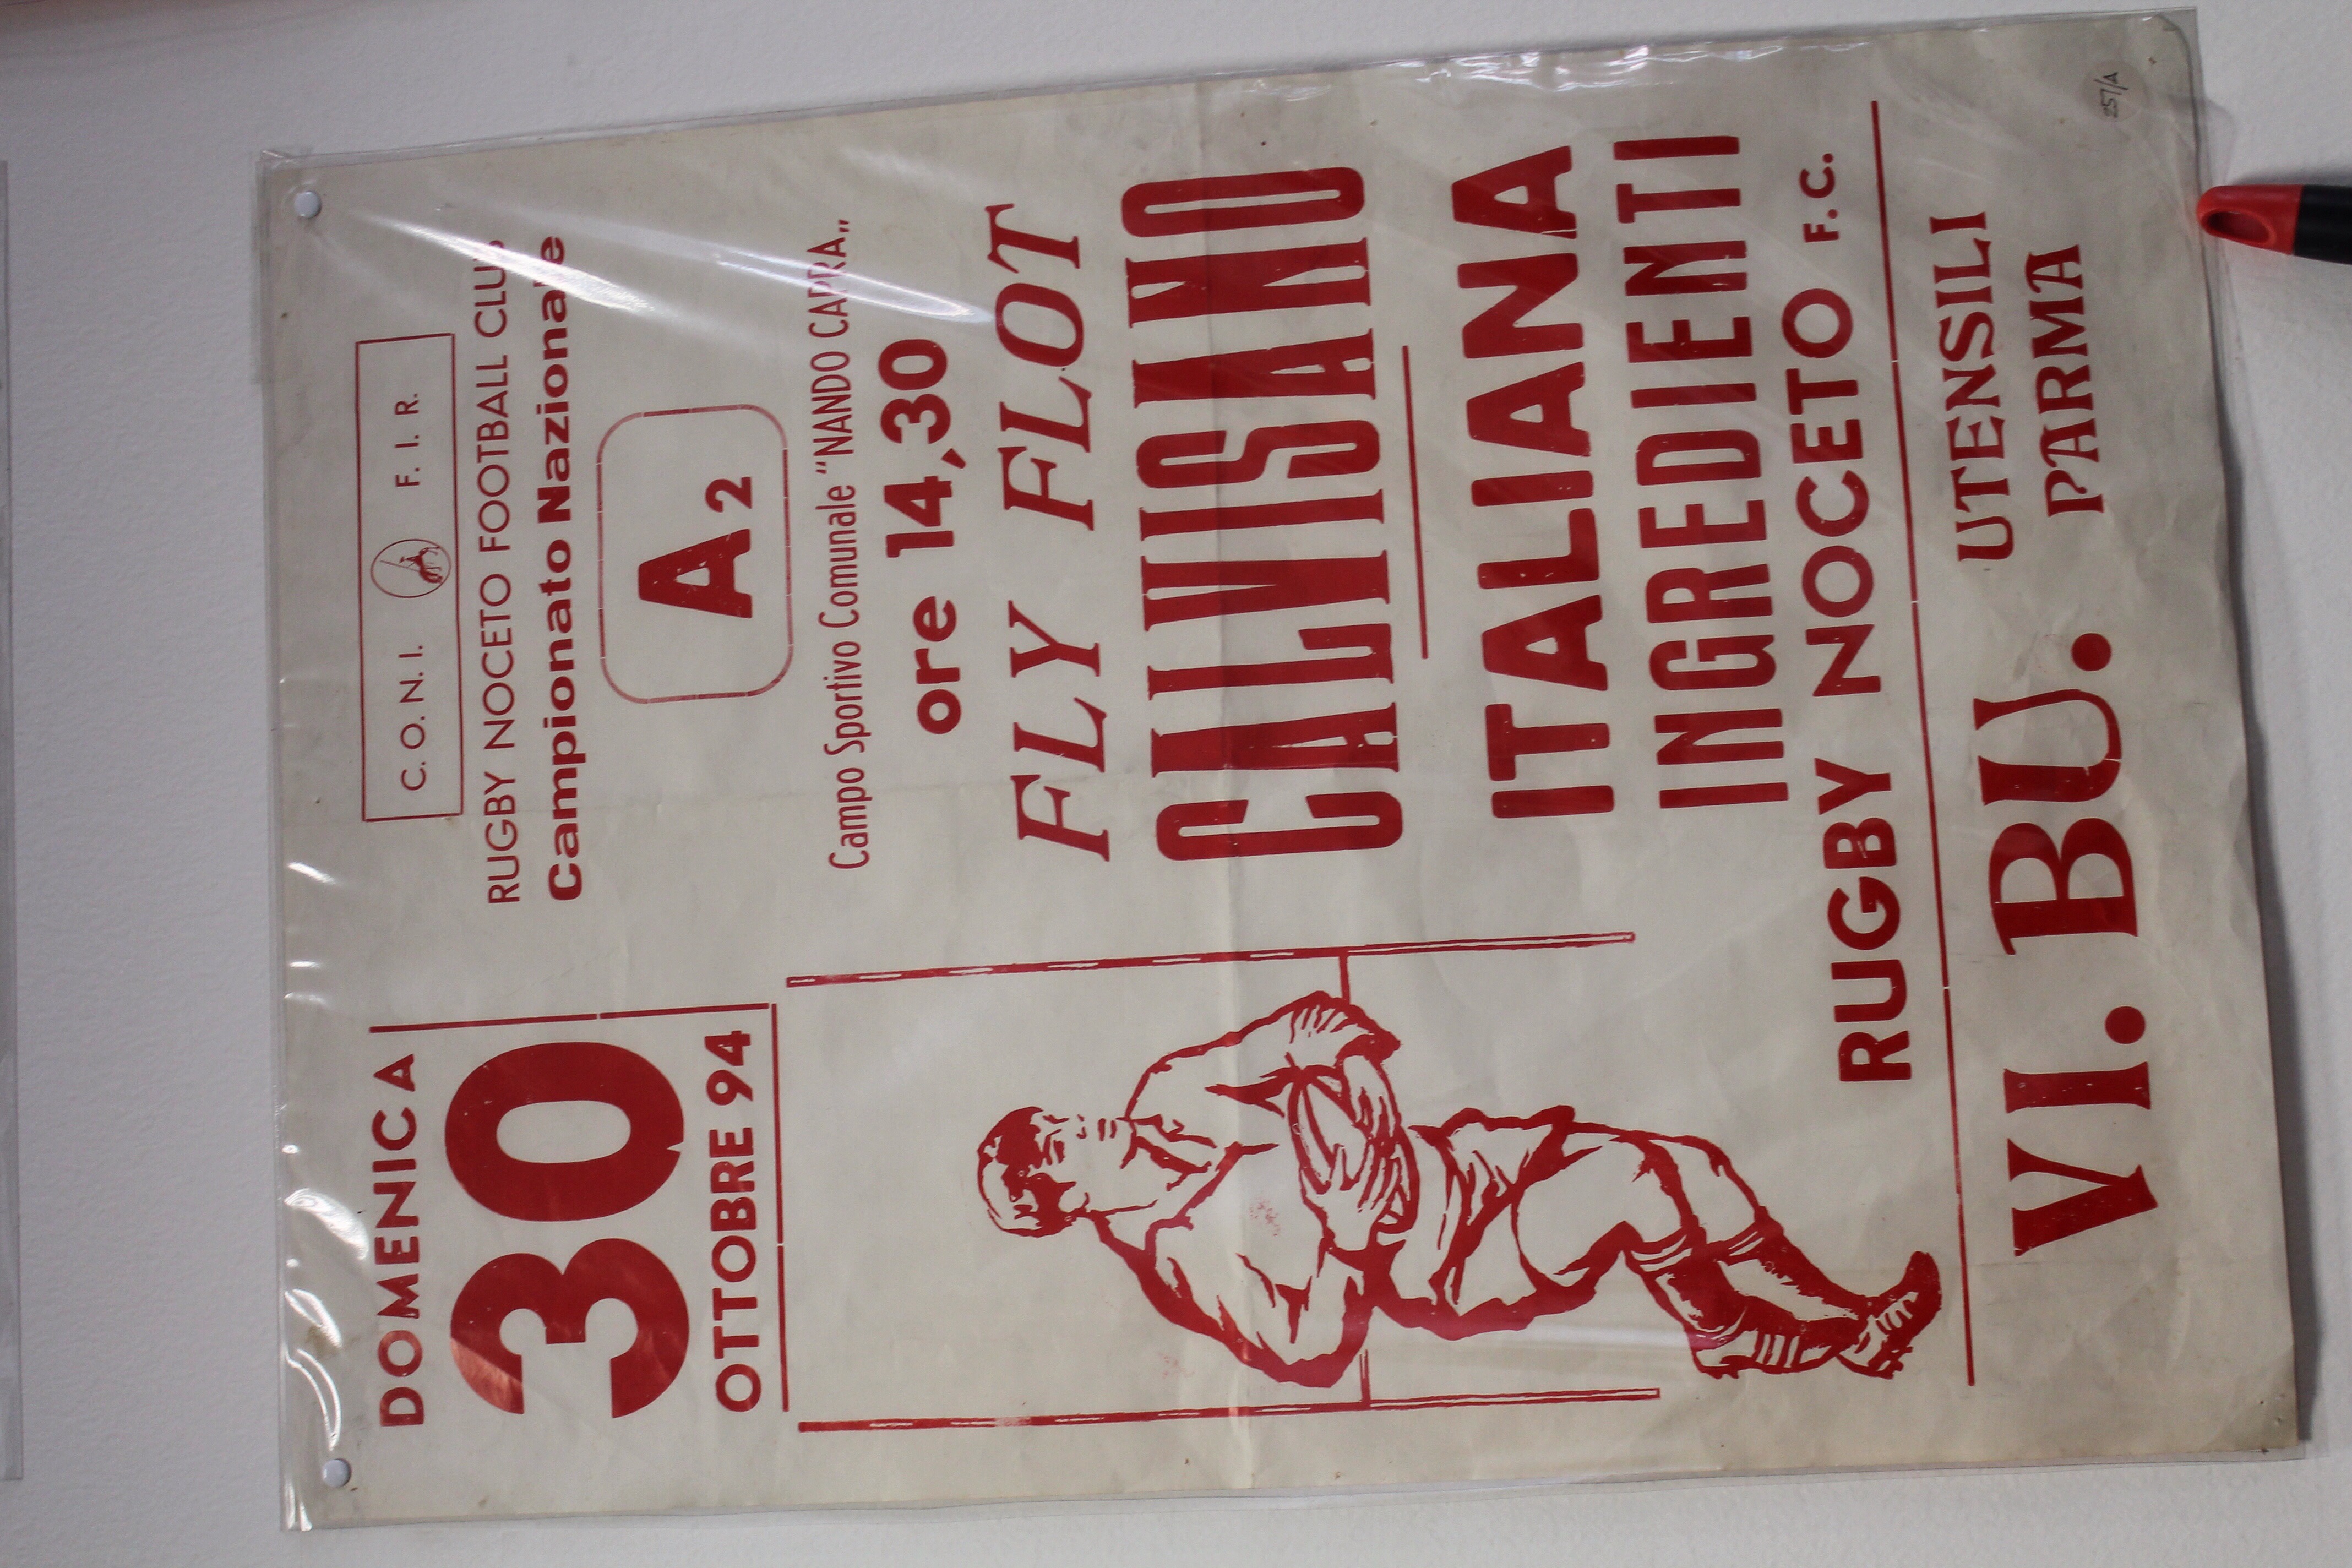 DOMENICA
30
OTTOBRE 94
C.O.N.I. F.I.R.
RUGBY NOCETO FOOTBALL CLUB
Campionato Nazionale
A2
Campo Sportivo Comunale “NANDO CAPRA„
ore 14,30
FLY FLOT
CALVISANO
ITALIANA
INGREDIENTI
RUGBY NOCETO F.C.
VI. BU. UTENSILI
PARMA
257/A